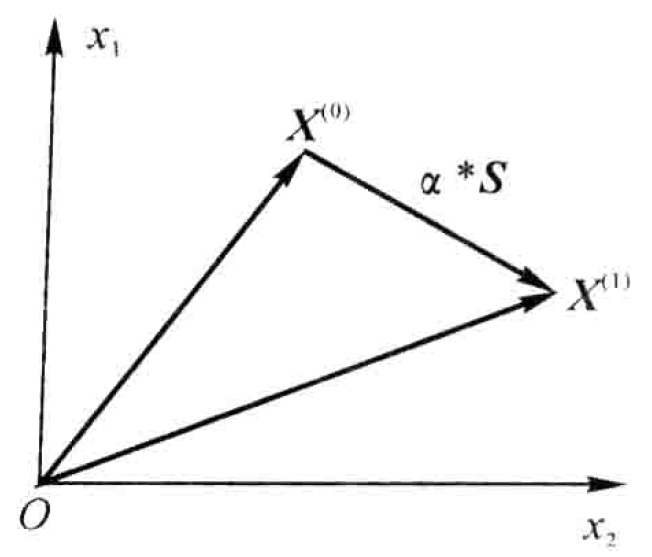 x₁
X⁽⁰⁾
α *S
X⁽¹⁾
O
x₂